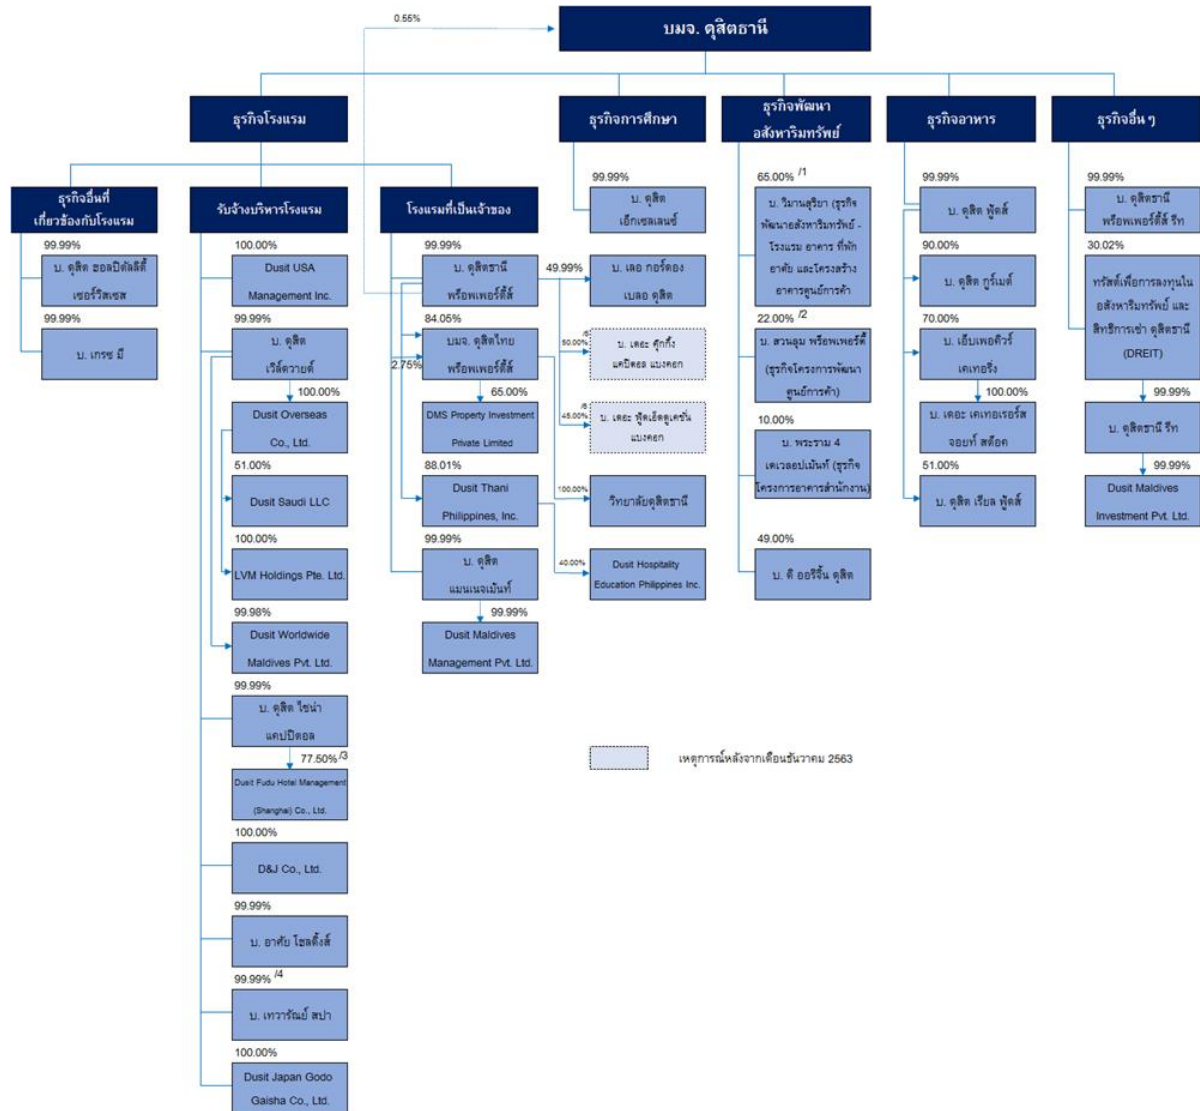 0.55%
บมจ. ดุสิตธานี
ธุรกิจโรงแรม
ธุรกิจการศึกษา
ธุรกิจพัฒนา
อสังหาริมทรัพย์
ธุรกิจอาหาร
ธุรกิจอื่น ๆ
ธุรกิจอื่นที่
เกี่ยวข้องกับโรงแรม
99.99%
บ. ดุสิต ฮอสปิตัลลีตี้
เซอร์วิสเซส
99.99%
บ. เกรซ มี
รับจ้างบริหารโรงแรม
100.00%
Dusit USA
Management Inc.
99.99%
บ. ดุสิต
เวิล์ดวายด์
100.00%
Dusit Overseas
Co., Ltd.
51.00%
Dusit Saudi LLC
100.00%
LVM Holdings Pte. Ltd.
99.98%
Dusit Worldwide
Maldives Pvt. Ltd.
99.99%
บ. ดุสิต ไชน่า
แคปปิตอล
77.50% /3
Dusit Fudu Hotel Management
(Shanghai) Co., Ltd.
100.00%
D&J Co., Ltd.
99.99%
บ. อาศัย โฮลดิ้งส์
99.99% /4
บ. เทวารัณย์ สปา
100.00%
Dusit Japan Godo
Gaisha Co., Ltd.
โรงแรมที่เป็นเจ้าของ
99.99%
บ. ดุสิตธานี
พร็อพเพอร์ตี้ส์
84.05%
บมจ. ดุสิตไทย
พร็อพเพอร์ตี้ส์
2.75%
65.00%
DMS Property Investment
Private Limited
88.01%
Dusit Thani
Philippines, Inc.
99.99%
บ. ดุสิต
แมนเนจเม้นท์
99.99%
Dusit Maldives
Management Pvt. Ltd.
99.99%
บ. ดุสิต
เอ็กเซลเลนซ์
49.99%
บ. เลอ กอร์ดอง
เบลอ ดุสิต
/5
50.00%
บ. เดอะ คุ๊กกิ้ง
แคปิตอล แบงคอก
45.00%
บ. เดอะ ฟู้ดเอ็ดดูเคชั่น
แบงคอก
100.00%
วิทยาลัยดุสิตธานี
40.00%
Dusit Hospitality
Education Philippines Inc.
65.00% /1
บ. วิมานสุริยา (ธุรกิจ
พัฒนาอสังหาริมทรัพย์ -
โรงแรม อาคาร ที่พัก
อาศัย และโครงสร้าง
อาคารศูนย์การค้า
22.00% /2
บ. สวนลุม พร็อพเพอร์ตี้
(ธุรกิจโครงการพัฒนา
ศูนย์การค้า)
10.00%
บ. พระราม 4
เดเวลอปเม้นท์ (ธุรกิจ
โครงการอาคารสำนักงาน)
49.00%
บ. ดิ ออริจิ้น ดุสิต
99.99%
บ. ดุสิต ฟู้ดส์
90.00%
บ. ดุสิต กูร์เมต์
70.00%
บ. เอ็บเพอคิวร์
เคเทอริ่ง
100.00%
บ. เดอะ เคเทอเรอร์ส
จอยท์ สต๊อค
51.00%
บ. ดุสิต เรียล ฟู้ดส์
99.99%
บ. ดุสิตธานี
พร็อพเพอร์ตี้ส์ รีท
30.02%
ทรัสต์เพื่อการลงทุนใน
อสังหาริมทรัพย์ และ
สิทธิการเช่า ดุสิตธานี
(DREIT)
99.99%
บ. ดุสิตธานี รีท
99.99%
Dusit Maldives
Investment Pvt. Ltd.
เหตุการณ์หลังจากเดือนธันวาคม 2563